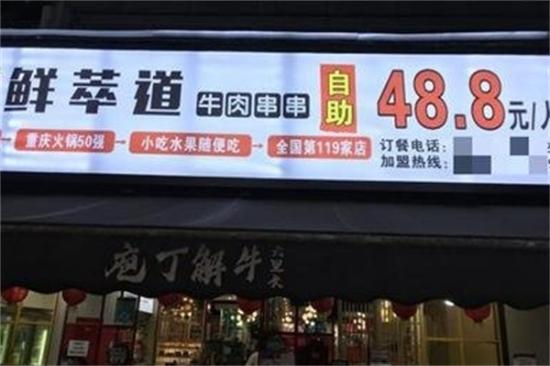 鲜萃道 牛肉串串 自助 48.8元/人
重庆火锅50强 小吃水果随便吃 全国第119家店 订餐电话:
加盟热线:
庖丁解牛